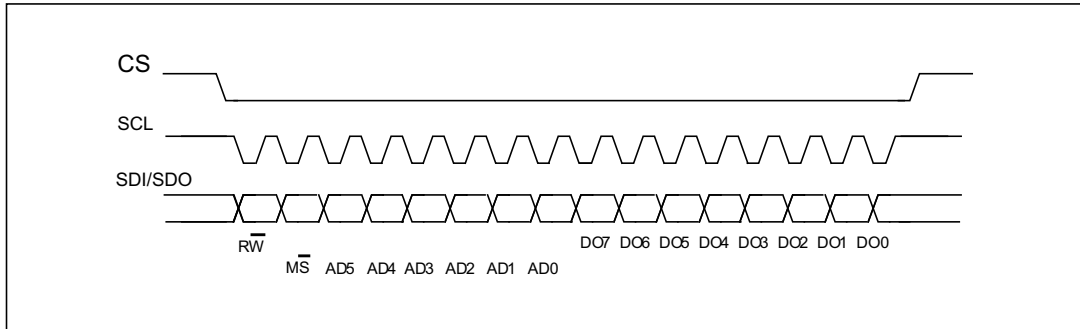 CS
SCL
SDI/SDO
RW DO7 DO6 DO5 DO4 DO3 DO2 DO1 DO0
MS AD5 AD4 AD3 AD2 AD1 AD0